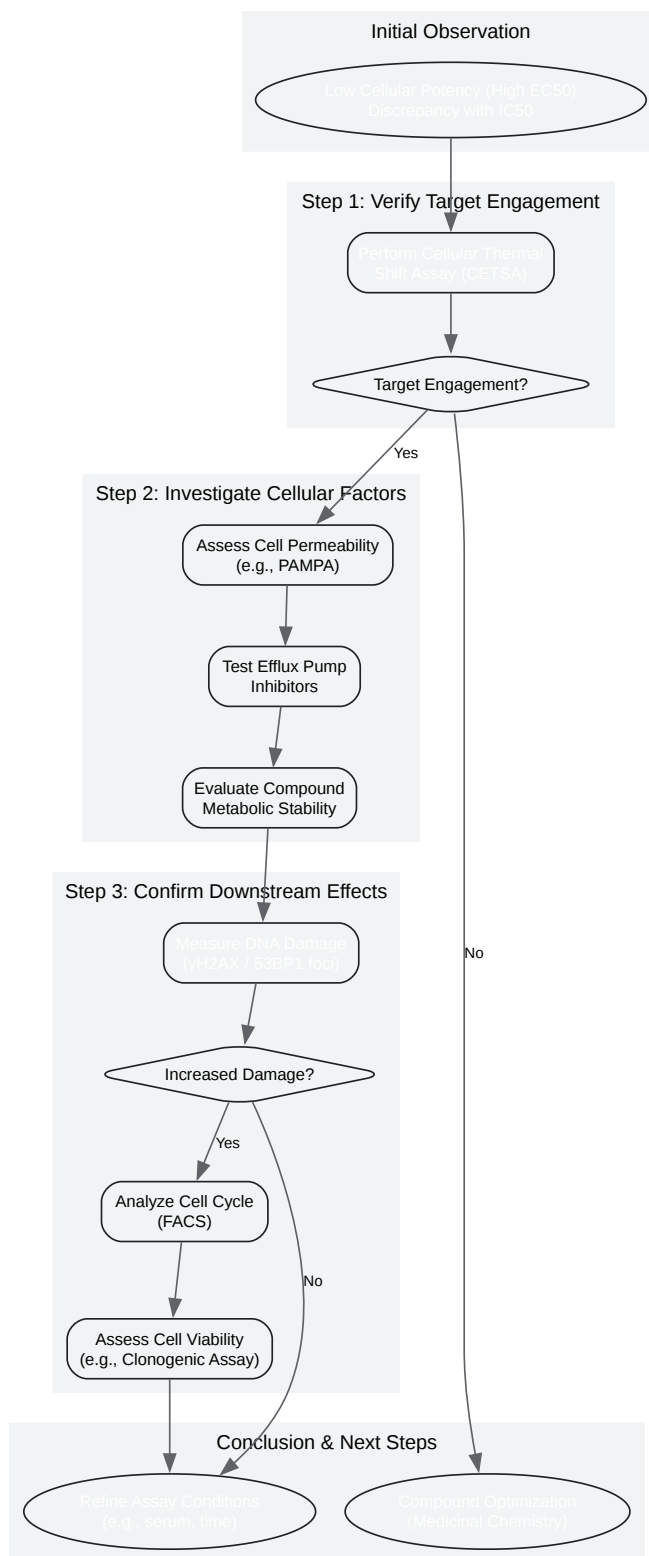 Initial Observation
Low Cellular Potency (High EC50)
Discrepancy with IC50
Step 1: Verify Target Engagement
Perform Cellular Thermal
Shift Assay (CETSA)
Target Engagement?
Yes
Step 2: Investigate Cellular Factors
Assess Cell Permeability
(e.g., PAMPA)
Test Efflux Pump
Inhibitors
Evaluate Compound
Metabolic Stability
Step 3: Confirm Downstream Effects
Measure DNA Damage
(γH2AX / 53BP1 foci)
No
Increased Damage?
Yes
Analyze Cell Cycle
(FACS)
No
Assess Cell Viability
(e.g., Clonogenic Assay)
Conclusion & Next Steps
Refine Assay Conditions
(e.g., serum, time)
Compound Optimization
(Medicinal Chemistry)